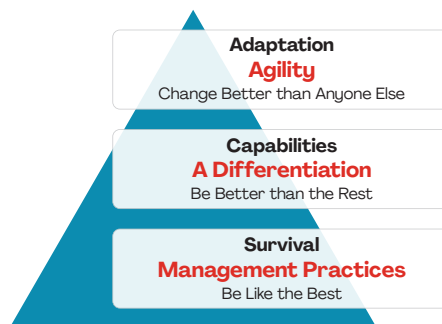 Adaptation
Agility
Change Better than Anyone Else
Capabilities
A Differentiation
Be Better than the Rest
Survival
Management Practices
Be Like the Best